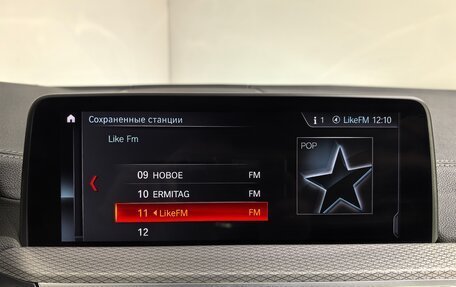 Сохраненные станции
i 1 LikeFM 12:10
Like Fm
POP
09 НОВОЕ FM
10 ERMITAG FM
11 LikeFM FM
12